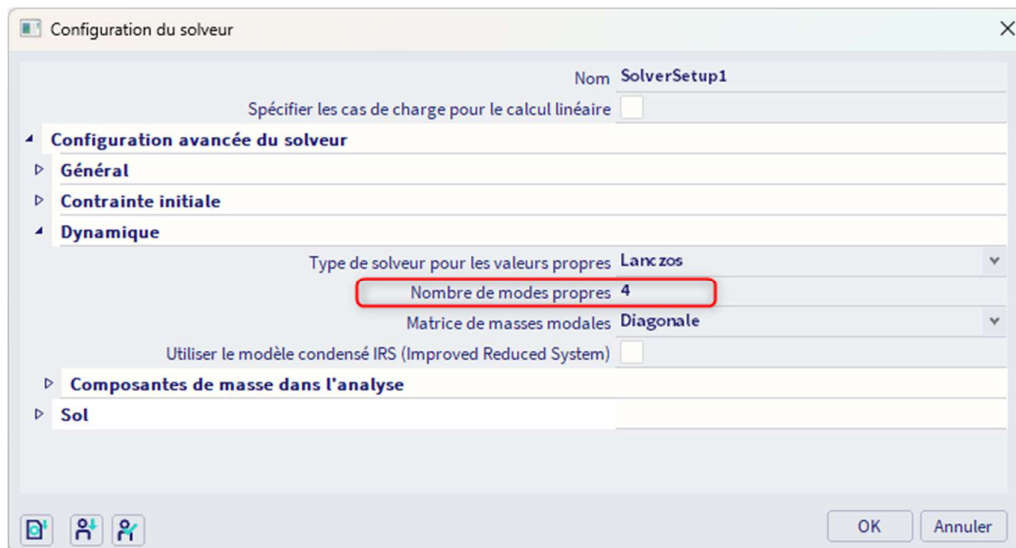 Configuration du solveur
Nom SolverSetup1
Spécifier les cas de charge pour le calcul linéaire
Configuration avancée du solveur
Général
Contrainte initiale
Dynamique
Type de solveur pour les valeurs propres Lanczos
Nombre de modes propres 4
Matrice de masses modales Diagonale
Utiliser le modèle condensé IRS (Improved Reduced System)
Composantes de masse dans l'analyse
Sol
OK Annuler